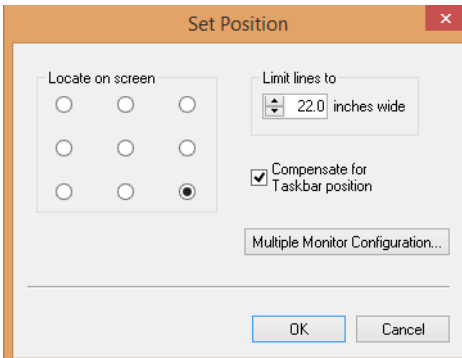 Set Position
Locate on screen
Limit lines to
22.0 inches wide
Compensate for
Taskbar position
Multiple Monitor Configuration...
OK Cancel